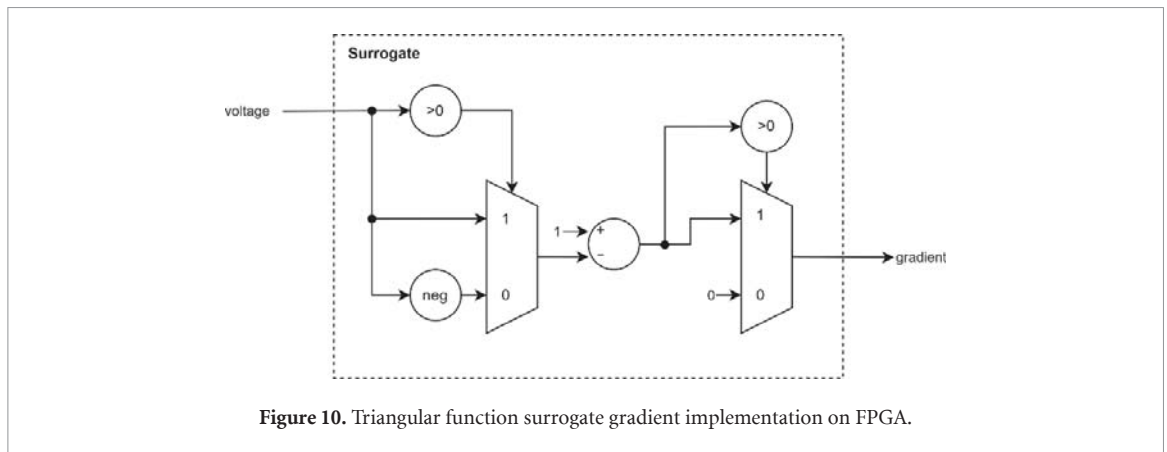 Surrogate
voltage
>0
>0
1
1
1
+
−
gradient
neg
0
0
0
Figure 10. Triangular function surrogate gradient implementation on FPGA.